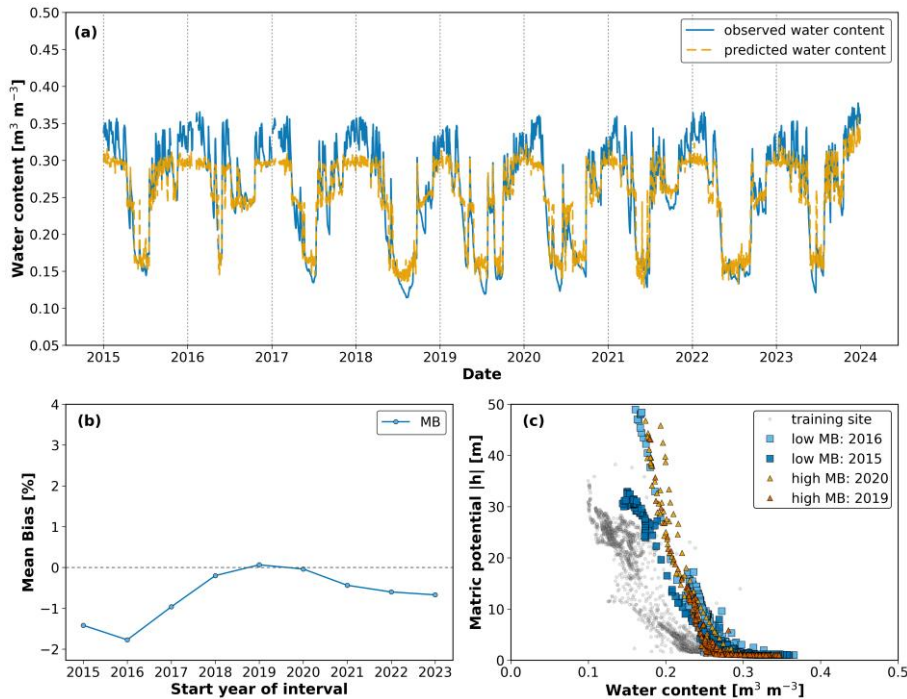 (a)
observed water content
predicted water content
Water content [m³ m⁻³]
0.50
0.45
0.40
0.35
0.30
0.25
0.20
0.15
0.10
0.05
2015 2016 2017 2018 2019 2020 2021 2022 2023 2024
Date
(b)
MB
Mean Bias [%]
4
3
2
1
0
−1
−2
2015 2016 2017 2018 2019 2020 2021 2022 2023
Start year of interval
(c)
training site
low MB: 2016
low MB: 2015
high MB: 2020
high MB: 2019
Matric potential |h| [m]
50
40
30
20
10
0
0.0 0.1 0.2 0.3 0.4 0.5
Water content [m³ m⁻³]